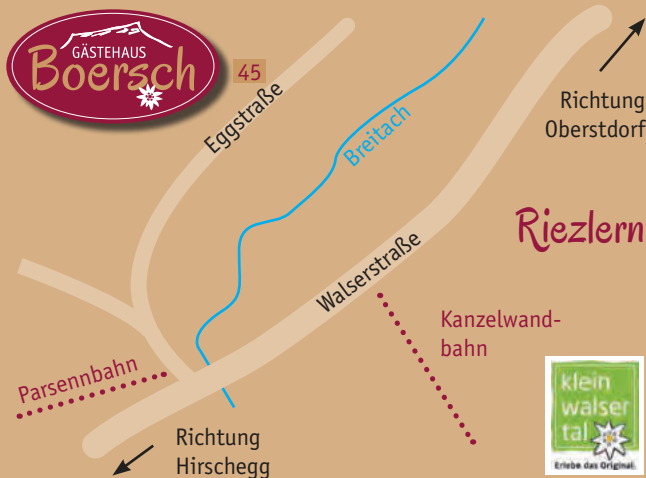 GÄSTEHAUS
Boersch
45
Eggstraße
Breitach
Richtung
Oberstdorf
Riezlern
Walserstraße
Kanzelwand-
bahn
Parsennbahn
Richtung
Hirschegg
klein
walser
tal
Erlebe das Original.